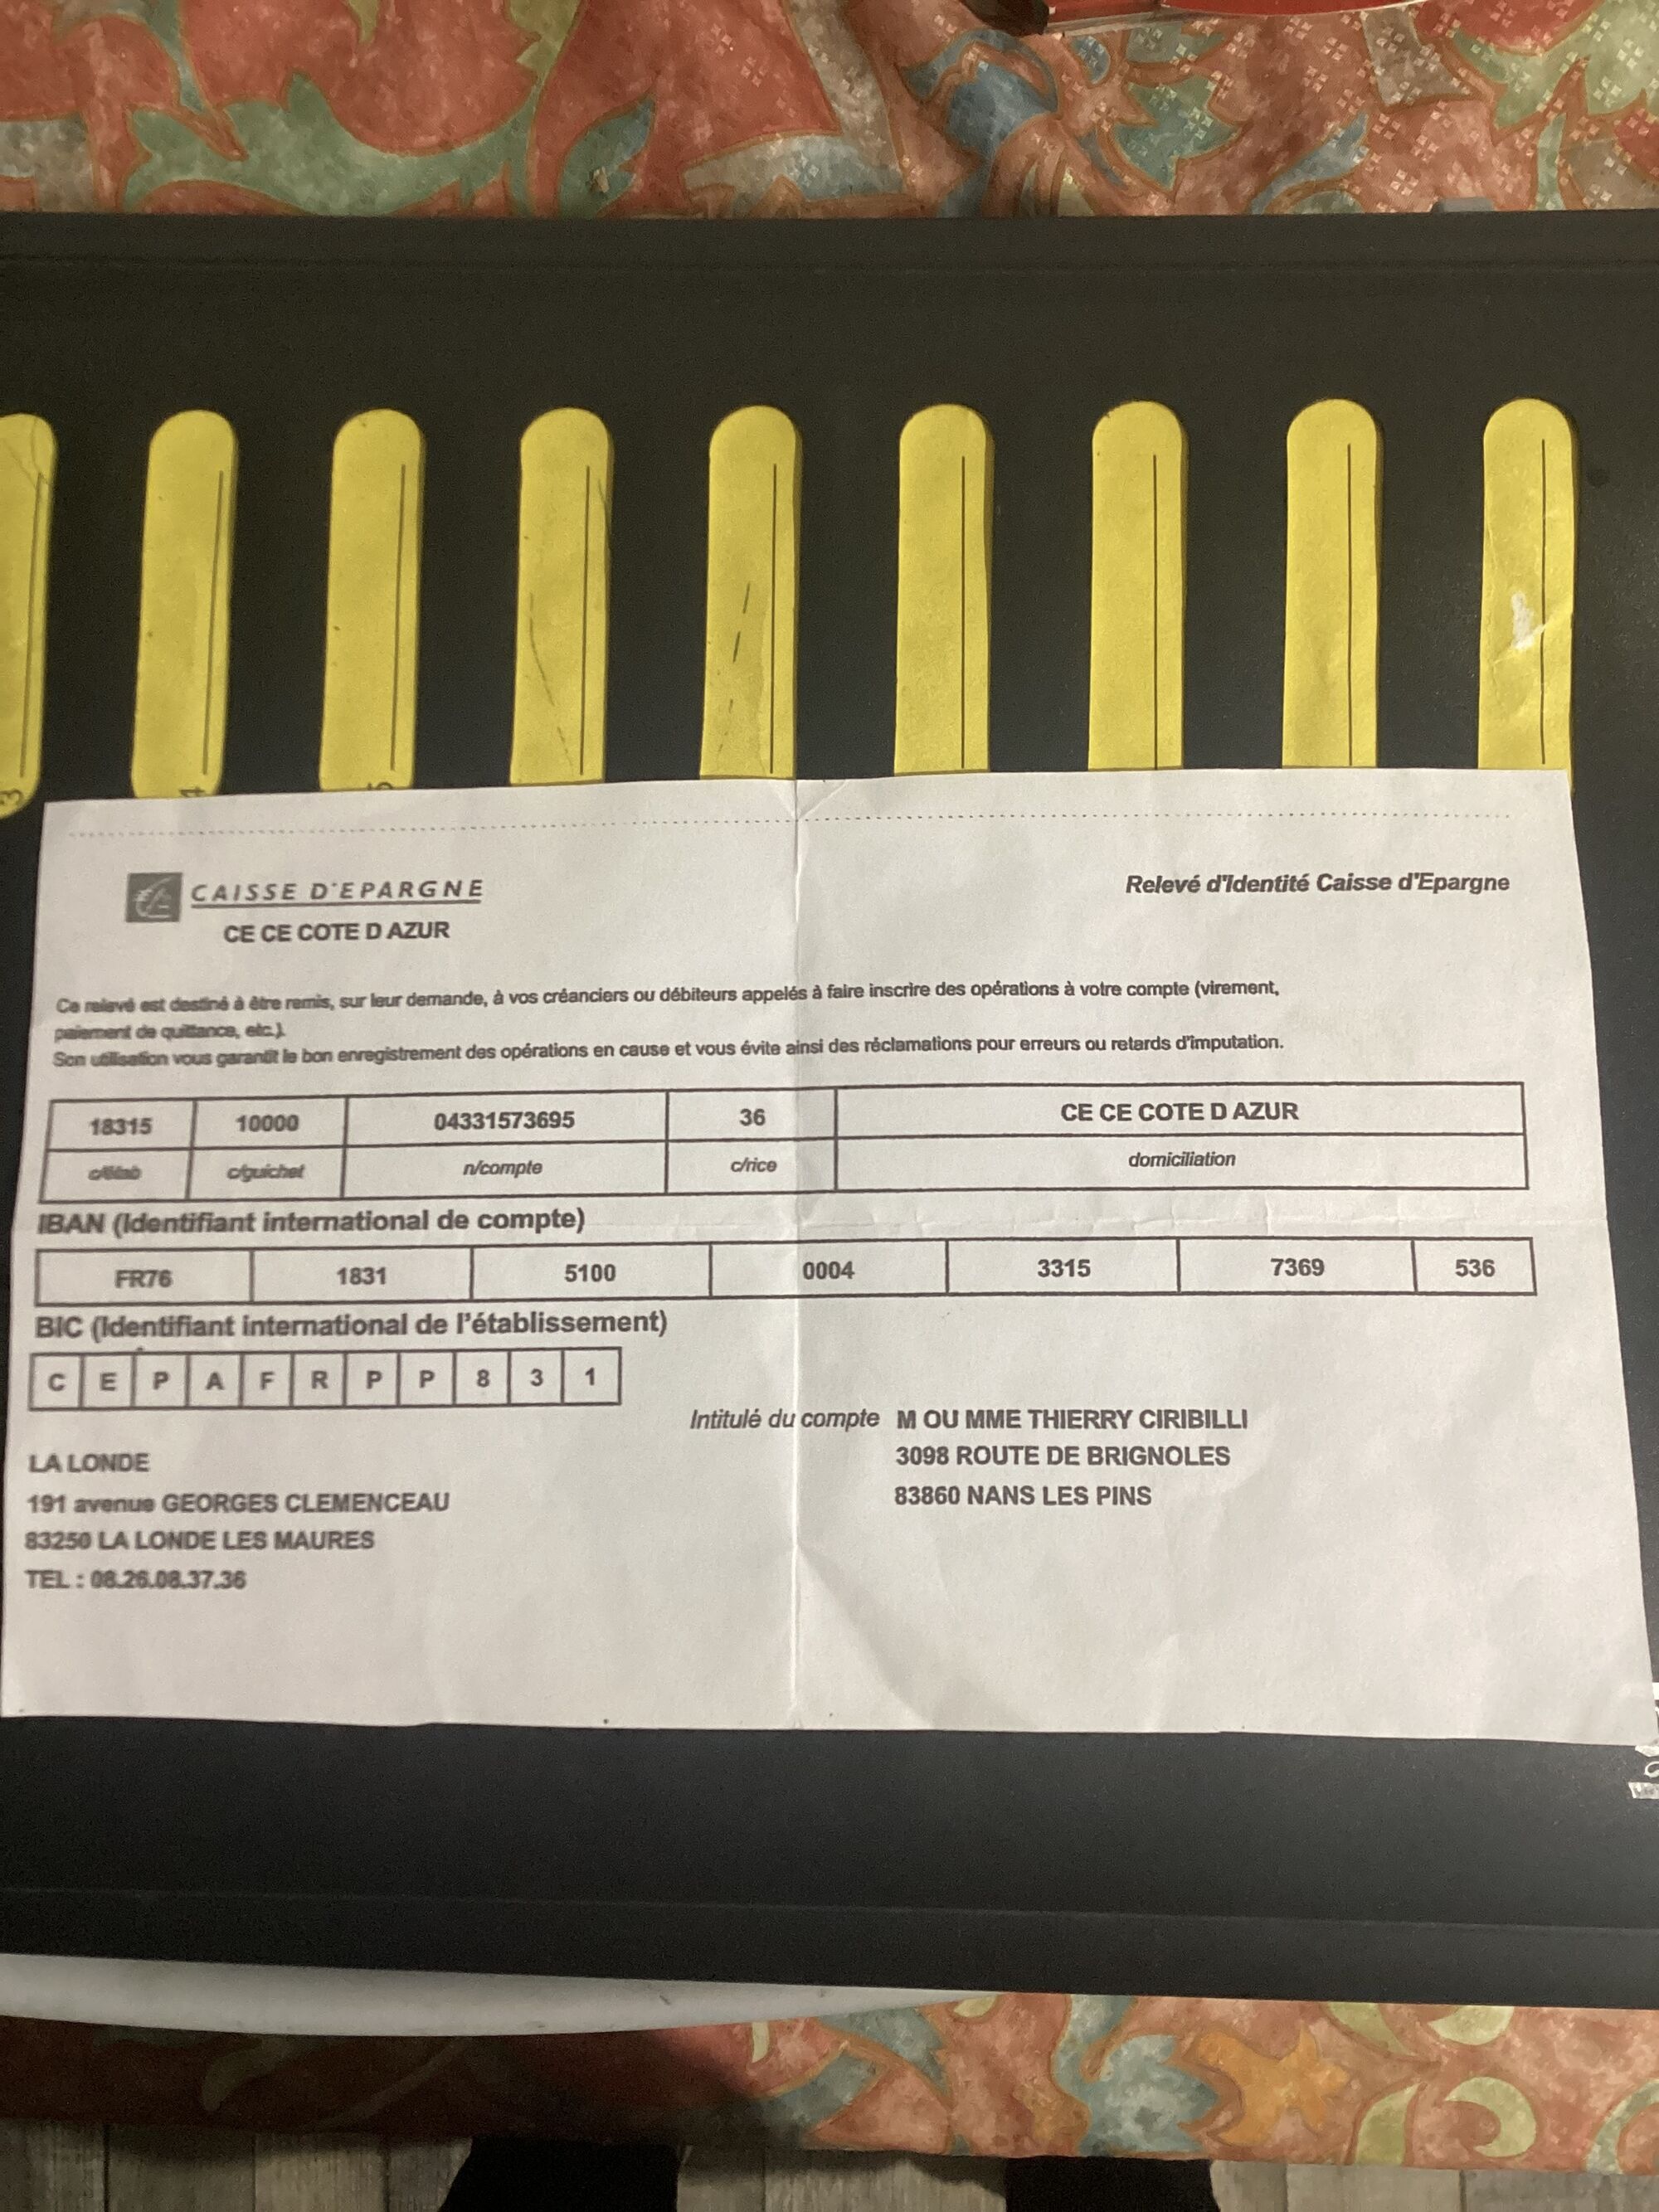 CAISSE D'EPARGNE
CE CE COTE D AZUR
Relevé d'Identité Caisse d'Epargne
Ce relevé est destiné à être remis, sur leur demande, à vos créanciers ou débiteurs appelés à faire inscrire des opérations à votre compte (virement,
paiement de quittance, etc.).
Son utilisation vous garantit le bon enregistrement des opérations en cause et vous évite ainsi des réclamations pour erreurs ou retards d'imputation.
18315 10000 04331573695 36 CE CE COTE D AZUR
c/étab c/guichet n/compte c/rice domiciliation
IBAN (Identifiant international de compte)
FR76 1831 5100 0004 3315 7369 536
BIC (Identifiant international de l'établissement)
C E P A F R P P 8 3 1
Intitulé du compte M OU MME THIERRY CIRIBILLI
3098 ROUTE DE BRIGNOLES
83860 NANS LES PINS
LA LONDE
191 avenue GEORGES CLEMENCEAU
83250 LA LONDE LES MAURES
TEL : 08.26.08.37.36